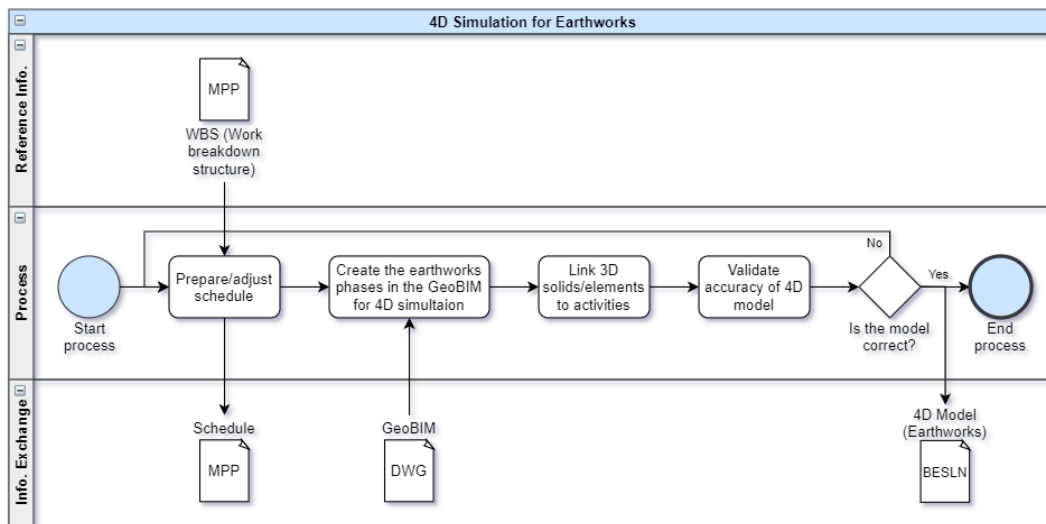 4D Simulation for Earthworks
Reference Info.
MPP
WBS (Work
breakdown
structure)
Process
Start
process
Prepare/adjust
schedule
Create the earthworks
phases in the GeoBIM
for 4D simultaion
Link 3D
solids/elements
to activities
Validate
accuracy of 4D
model
No
Is the model
correct?
Yes
End
process
Info. Exchange
Schedule
MPP
GeoBIM
DWG
4D Model
(Earthworks)
BESLN